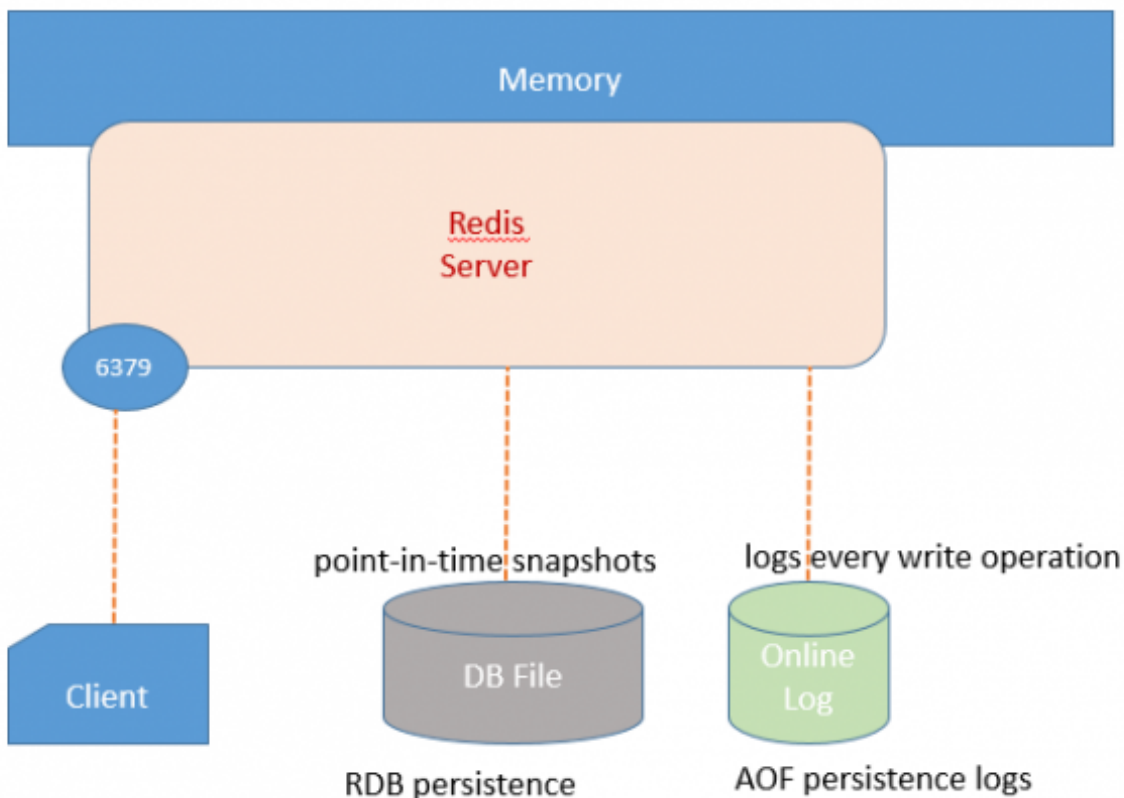 Memory
Redis
Server
6379
point-in-time snapshots
logs every write operation
Client
DB File
Online
Log
RDB persistence
AOF persistence logs